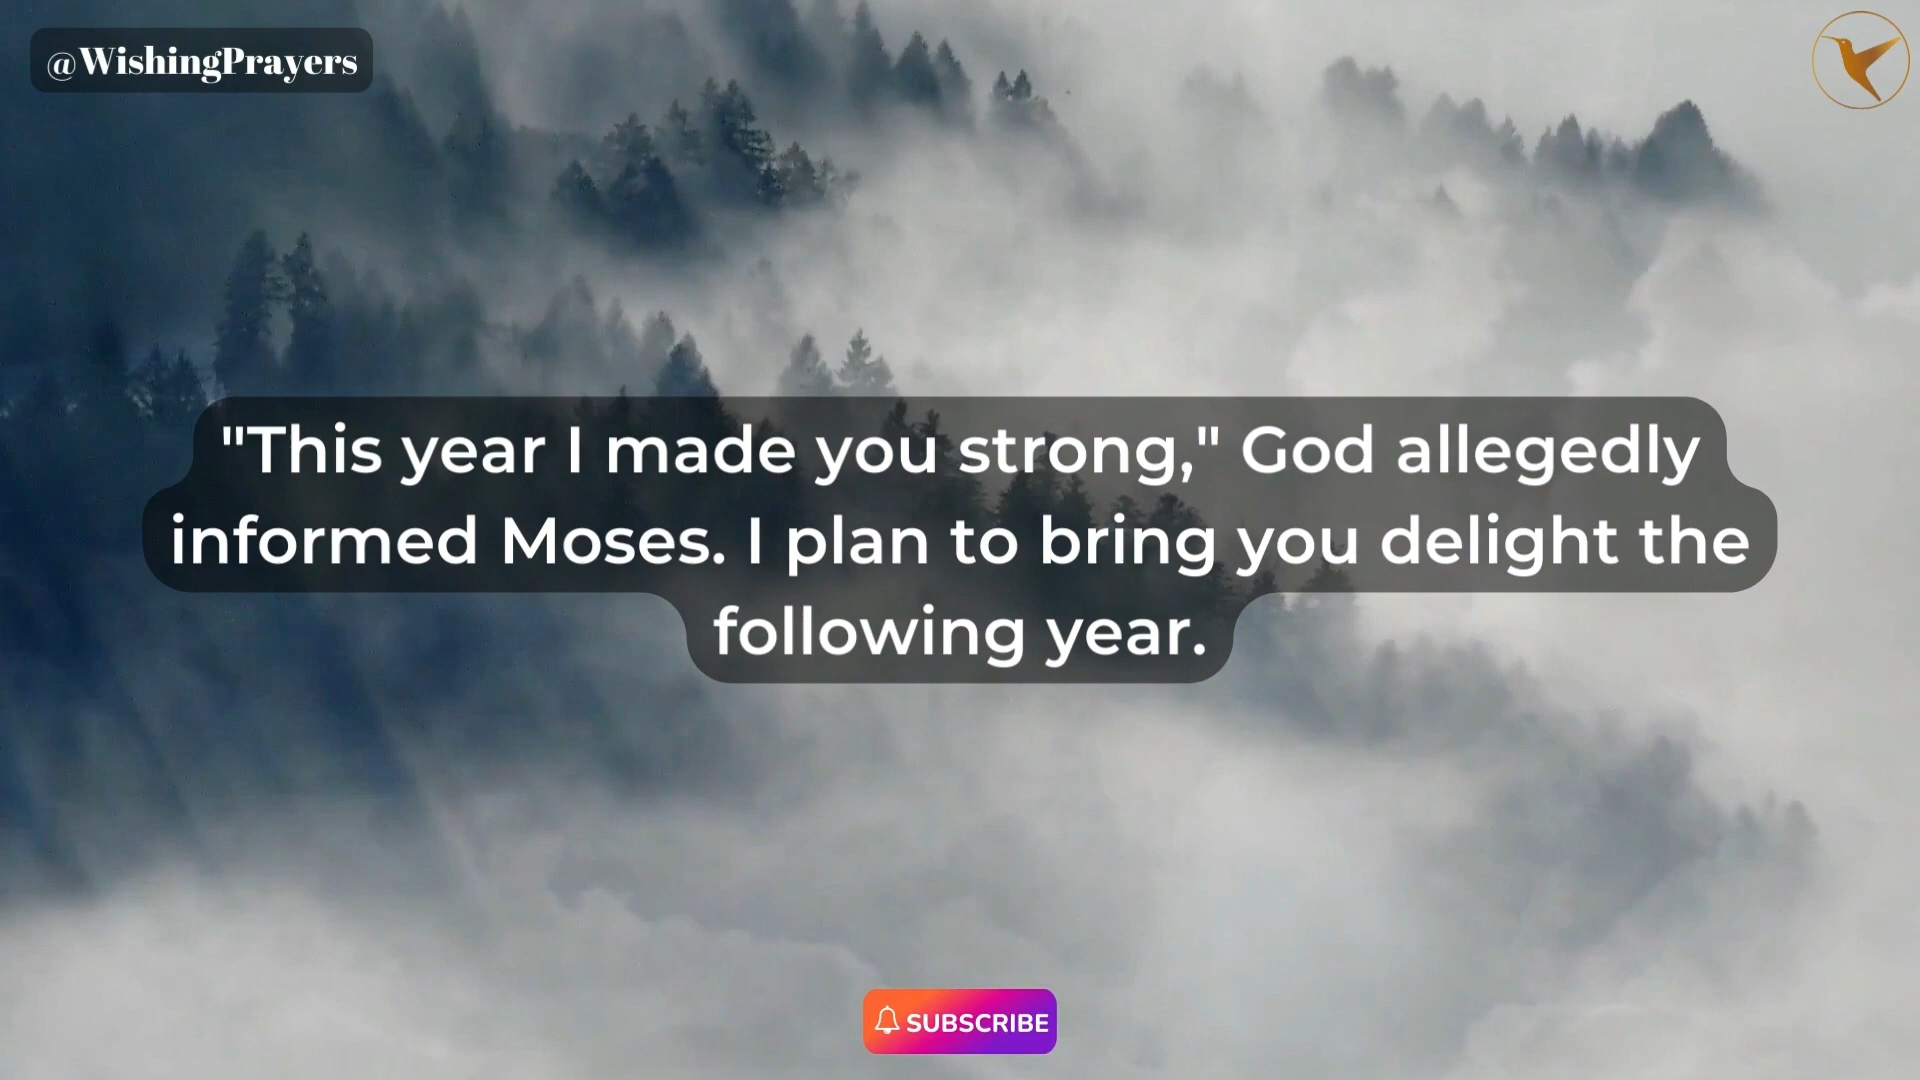 @WishingPrayers
"This year I made you strong," God allegedly
informed Moses. I plan to bring you delight the
following year.
SUBSCRIBE